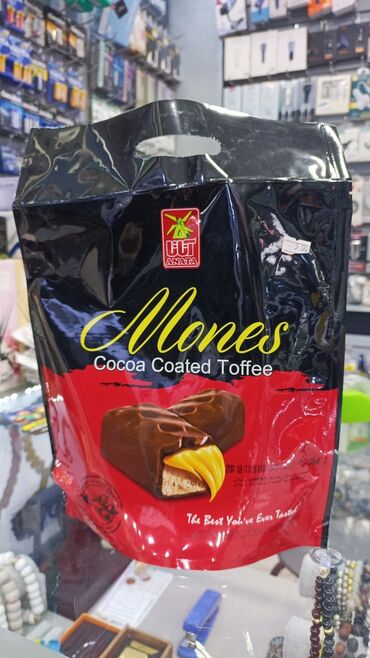 آناتا
ANATA
Mones
Cocoa Coated Toffee
The Best You've Ever Tasted